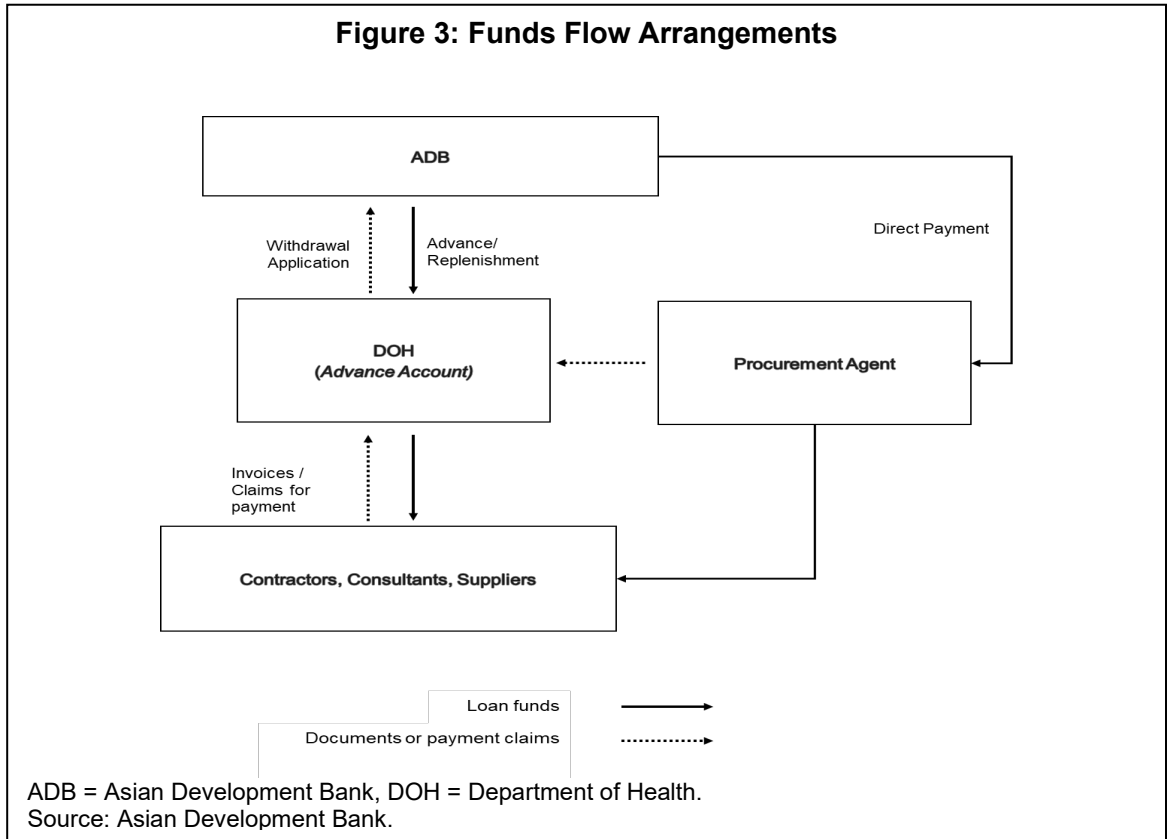 Figure 3: Funds Flow Arrangements
ADB
Withdrawal
Application
Advance/
Replenishment
Direct Payment
DOH
(Advance Account)
Procurement Agent
Invoices /
Claims for
payment
Contractors, Consultants, Suppliers
Loan funds
Documents or payment claims
ADB = Asian Development Bank, DOH = Department of Health.
Source: Asian Development Bank.